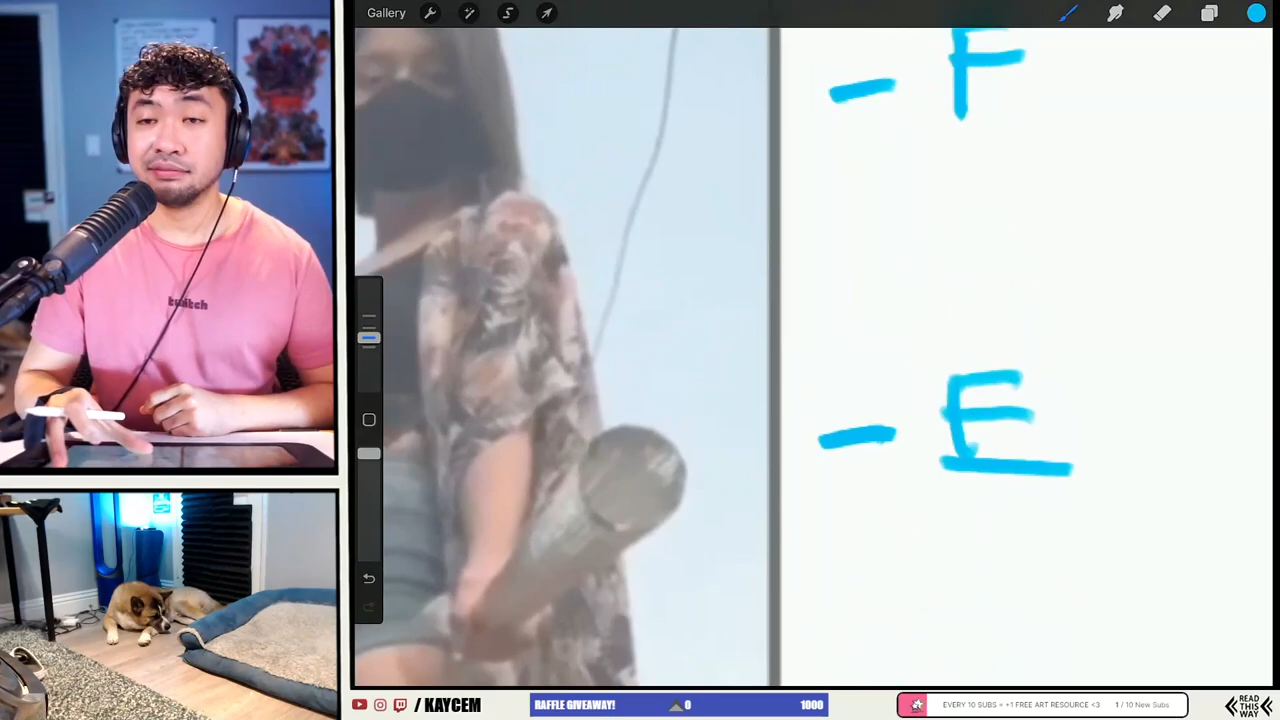 Gallery
- F
twitch
- E
/ KAYCEM
RAFFLE GIVEAWAY!
0
1000
EVERY 10 SUBS = +1 FREE ART RESOURCE <3
1 / 10 New Subs
READ
THIS
WAY